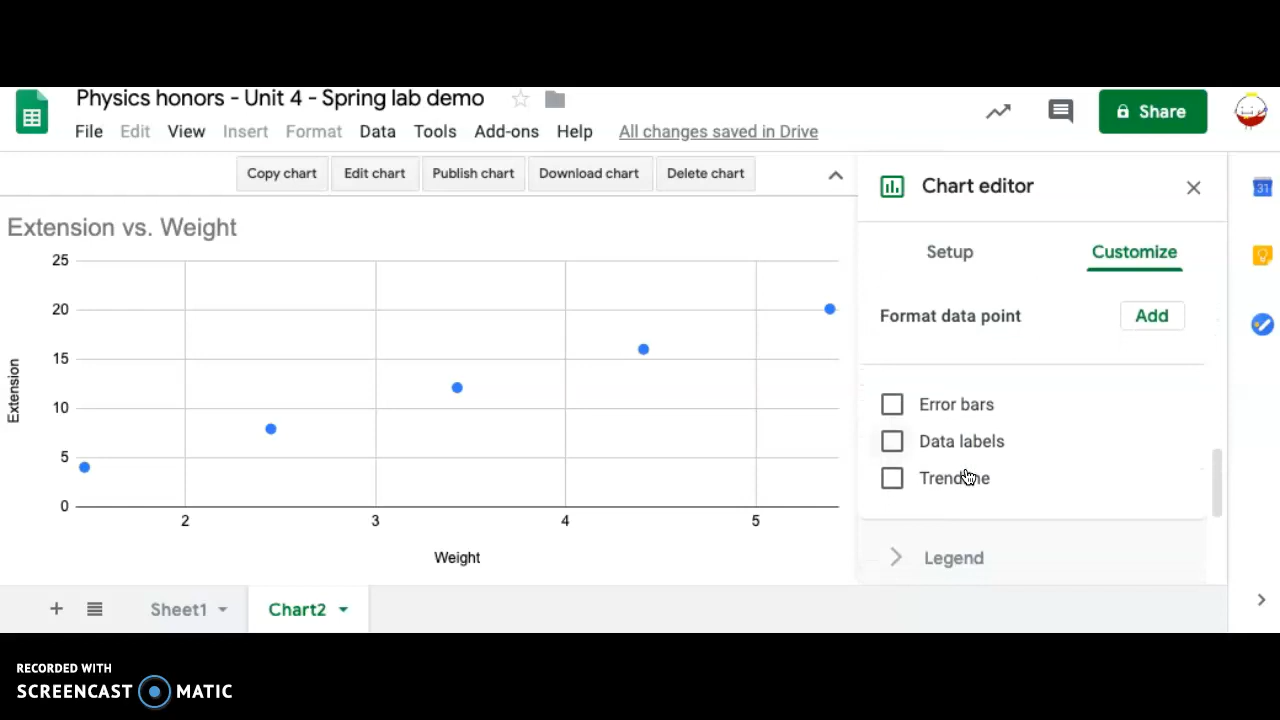 Physics honors - Unit 4 - Spring lab demo
File Edit View Insert Format Data Tools Add-ons Help All changes saved in Drive
Share
31
Copy chart Edit chart Publish chart Download chart Delete chart
Chart editor
Setup Customize
Format data point Add
Error bars
Data labels
Legend
Extension vs. Weight
25
20
15
10
5
0
Extension
2 3 4 5
Weight
Sheet1 Chart2
RECORDED WITH
SCREENCAST MATIC